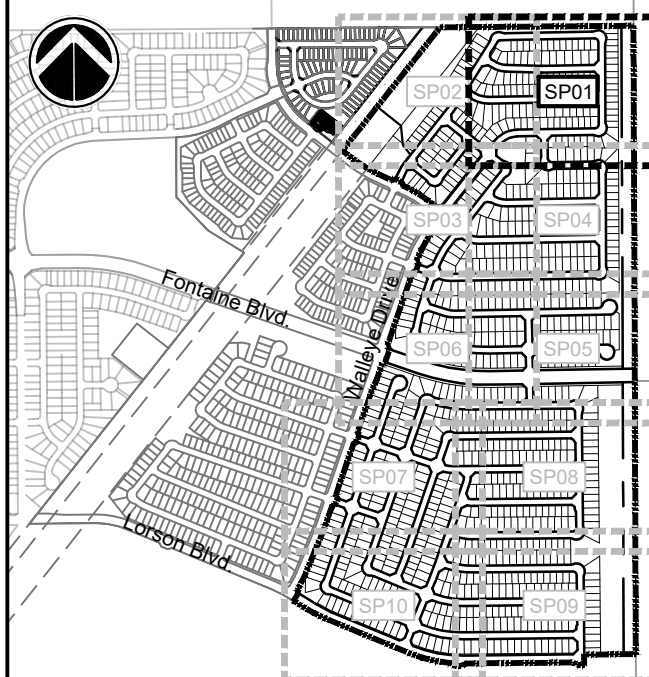 SP02
SP01
SP03
SP04
Fontaine Blvd.
Walleye Drive
SP06
SP05
SP07
SP08
Lorson Blvd.
SP10
SP09